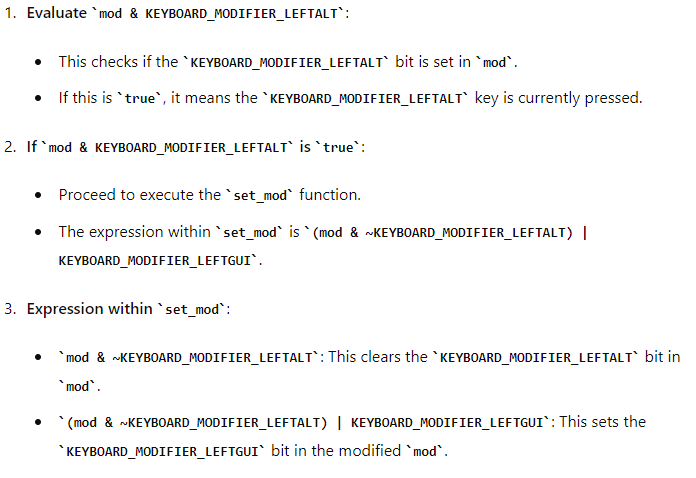 1. Evaluate `mod & KEYBOARD_MODIFIER_LEFTALT`:
• This checks if the `KEYBOARD_MODIFIER_LEFTALT` bit is set in `mod`.
• If this is `true`, it means the `KEYBOARD_MODIFIER_LEFTALT` key is currently pressed.
2. If `mod & KEYBOARD_MODIFIER_LEFTALT` is `true`:
• Proceed to execute the `set_mod` function.
• The expression within `set_mod` is `(mod & ~KEYBOARD_MODIFIER_LEFTALT) |
KEYBOARD_MODIFIER_LEFTGUI`.
3. Expression within `set_mod`:
• `mod & ~KEYBOARD_MODIFIER_LEFTALT`: This clears the `KEYBOARD_MODIFIER_LEFTALT` bit in
`mod`.
• `(mod & ~KEYBOARD_MODIFIER_LEFTALT) | KEYBOARD_MODIFIER_LEFTGUI`: This sets the
`KEYBOARD_MODIFIER_LEFTGUI` bit in the modified `mod`.